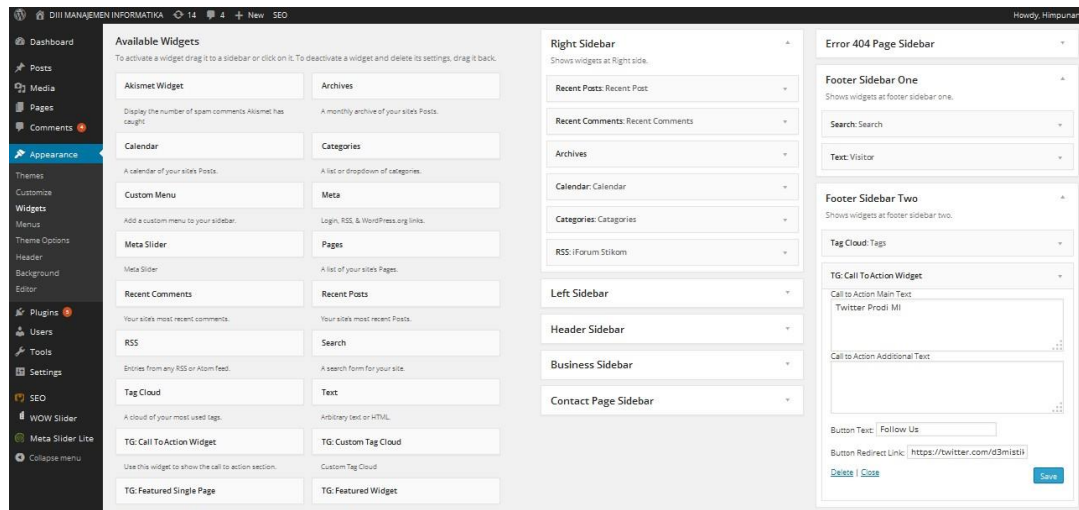 DIII MANAJEMEN INFORMATIKA 14 4 + New SEO
Howdy, Himpunan
Dashboard
Posts
Media
Pages
Comments
Appearance
Themes
Customize
Widgets
Menus
Theme Options
Header
Background
Editor
Plugins
Users
Tools
Settings
SEO
WOW Slider
Meta Slider Lite
Collapse menu
Available Widgets
To activate a widget drag it to a sidebar or click on it. To deactivate a widget and delete its settings, drag it back.
Akismet Widget
Archives
Display the number of spam comments Akismet has
caught
A monthly archive of your site's Posts.
Calendar
Categories
A calendar of your site's Posts.
A list or dropdown of categories.
Custom Menu
Meta
Add a custom menu to your sidebar.
Login, RSS, & WordPress.org links.
Meta Slider
Pages
Meta Slider
A list of your site's Pages.
Recent Comments
Recent Posts
Your site's most recent comments.
Your site's most recent Posts.
RSS
Search
Entries from any RSS or Atom feed.
A search form for your site.
Tag Cloud
Text
A cloud of your most used tags.
Arbitrary text or HTML.
TG: Call To Action Widget
TG: Custom Tag Cloud
Use this widget to show the call to action section.
Custom Tag Cloud
TG: Featured Single Page
TG: Featured Widget
Right Sidebar
Shows widgets at Right side.
Recent Posts: Recent Post
Recent Comments: Recent Comments
Archives
Calendar: Calendar
Categories: Catagories
RSS: iForum Stikom
Left Sidebar
Header Sidebar
Business Sidebar
Contact Page Sidebar
Error 404 Page Sidebar
Footer Sidebar One
Shows widgets at footer sidebar one.
Search: Search
Text: Visitor
Footer Sidebar Two
Shows widgets at footer sidebar two.
Tag Cloud: Tags
TG: Call To Action Widget
Call to Action Main Text
Twitter Prodi MI
Call to Action Additional Text
Button Text: Follow Us
Button Redirect Link: https://twitter.com/d3mistil
Delete | Close
Save